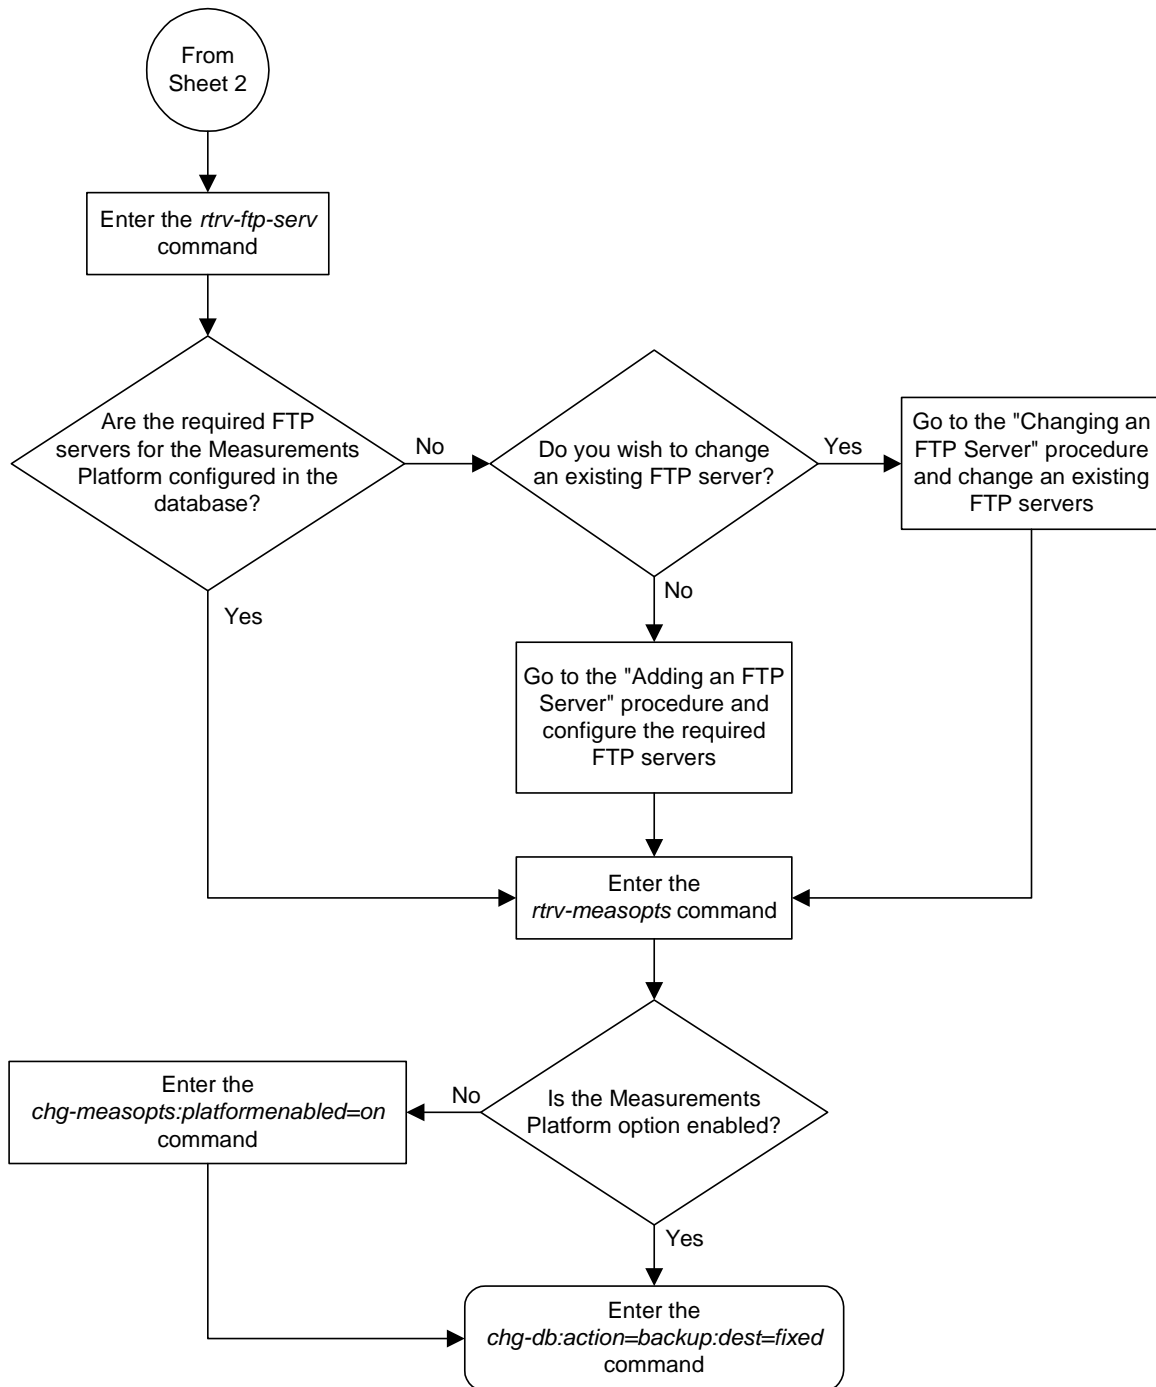 From
Sheet 2
Enter the rtrv-ftp-serv
command
Are the required FTP
servers for the Measurements
Platform configured in the
database?
No
Do you wish to change
an existing FTP server?
Yes
Go to the "Changing an
FTP Server" procedure
and change an existing
FTP servers
Yes
No
Go to the "Adding an FTP
Server" procedure and
configure the required
FTP servers
Enter the
rtrv-measopts command
Is the Measurements
Platform option enabled?
No
Enter the
chg-measopts:platformenabled=on
command
Yes
Enter the
chg-db:action=backup:dest=fixed
command